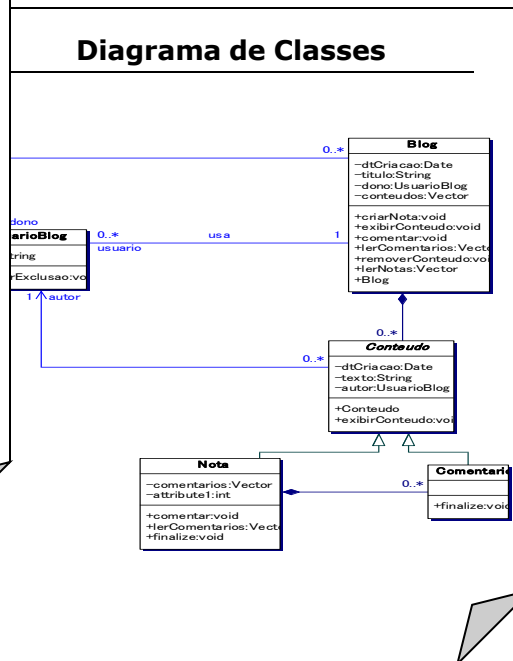 Diagrama de Classes
0..*
Blog
-dtCriacao:Date
-titulo:String
-dono:UsuarioBlog
-conteudos:Vector
+criarNota:void
+exibirConteudo:void
+comentar:void
+lerComentarios:Vecto
+removerConteudo:voi
+lerNotas:Vector
+Blog
dono
arioBlog
tring
rExclusao:vo
0..*
usuario
usa
1
1
autor
0..*
0..*
Conteudo
-dtCriacao:Date
-texto:String
-autor:UsuarioBlog
+Conteudo
+exibirConteudo:voi
Nota
-comentarios:Vector
-attribute1:int
+comentar:void
+lerComentarios:Vecto
+finalize:void
0..*
Comentario
+finalize:void